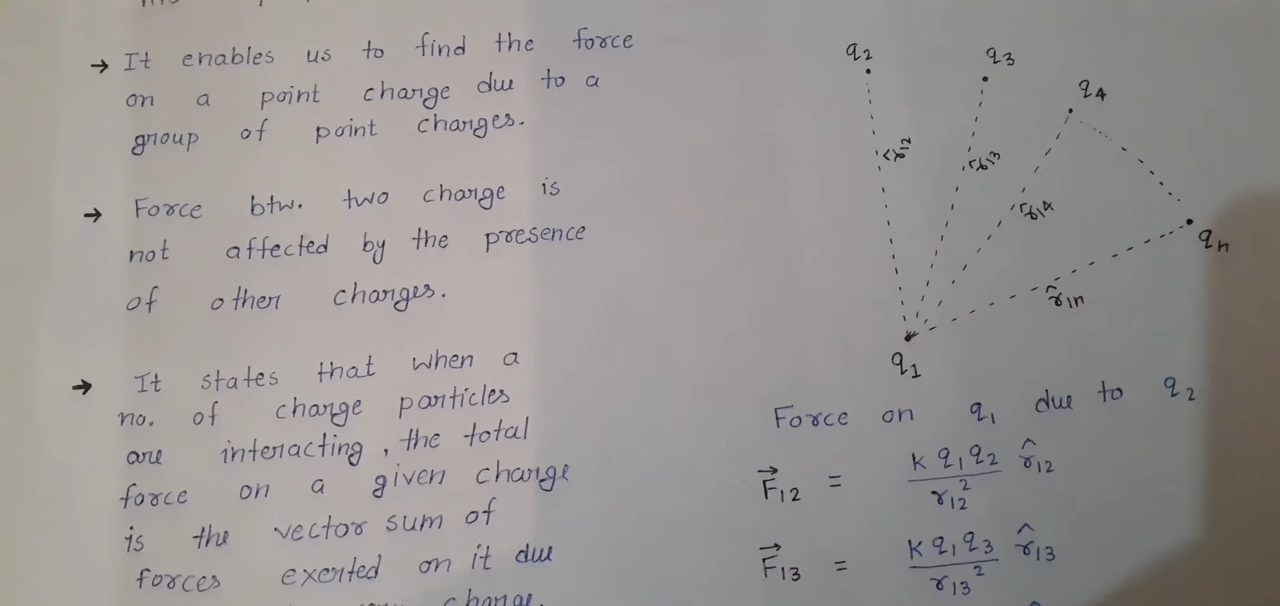 → It enables us to find the force
on a point charge due to a
group of point charges.
→ Force btw. two charge is
not affected by the presence
of other charges.
→ It states that when a
no. of charge particles
are interacting, the total
force on a given charge
is the vector sum of
forces exerted on it due
charge.
q2
q3
q4
qn
r̂12
r̂13
r̂14
r̂1n
q1
Force on q1 due to q2
F⃗12 = K q1q2 / r12² r̂12
F⃗13 = K q1q3 / r13² r̂13